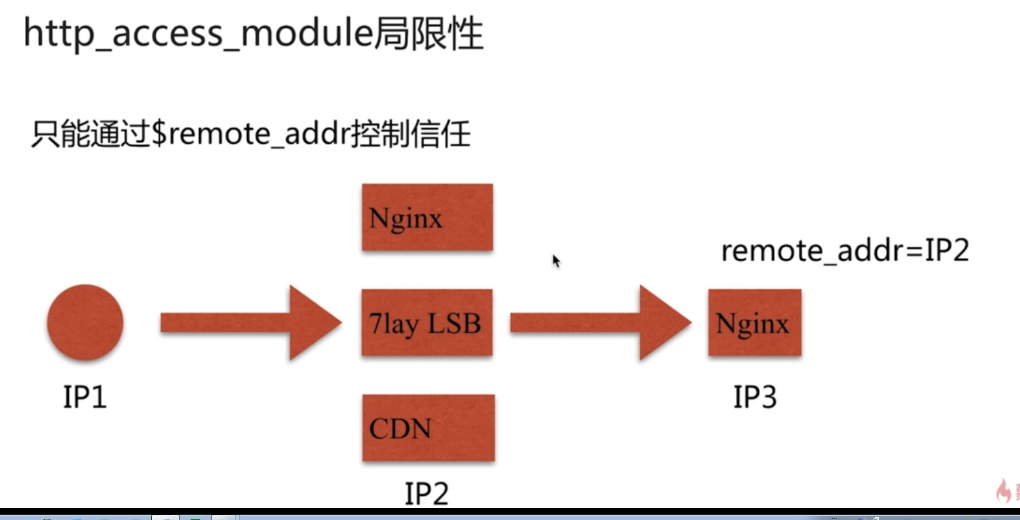 http_access_module局限性
只能通过$remote_addr控制信任
Nginx
remote_addr=IP2
7lay LSB
Nginx
IP1
IP3
CDN
IP2